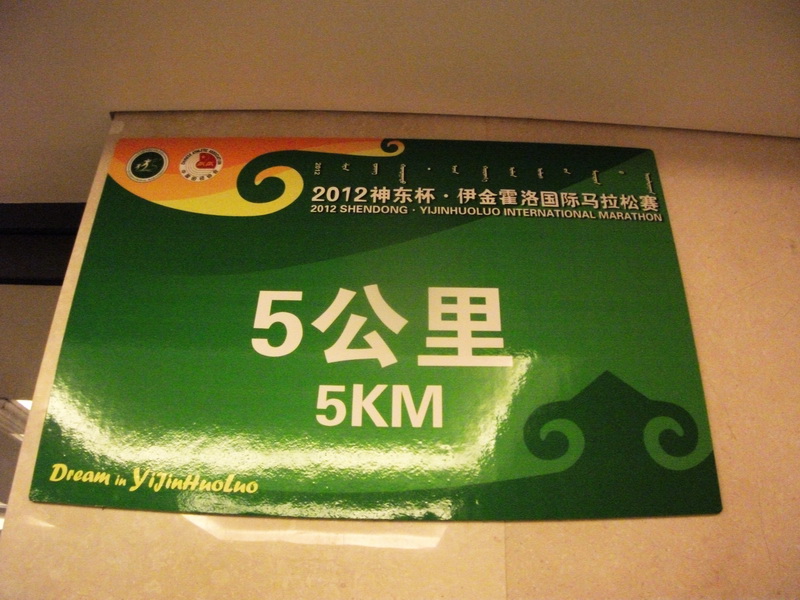 2012神东杯·伊金霍洛国际马拉松赛
2012 SHENDONG · YIJINHUOLUO INTERNATIONAL MARATHON
5公里
5KM
Dream in YiJinHuoLuo